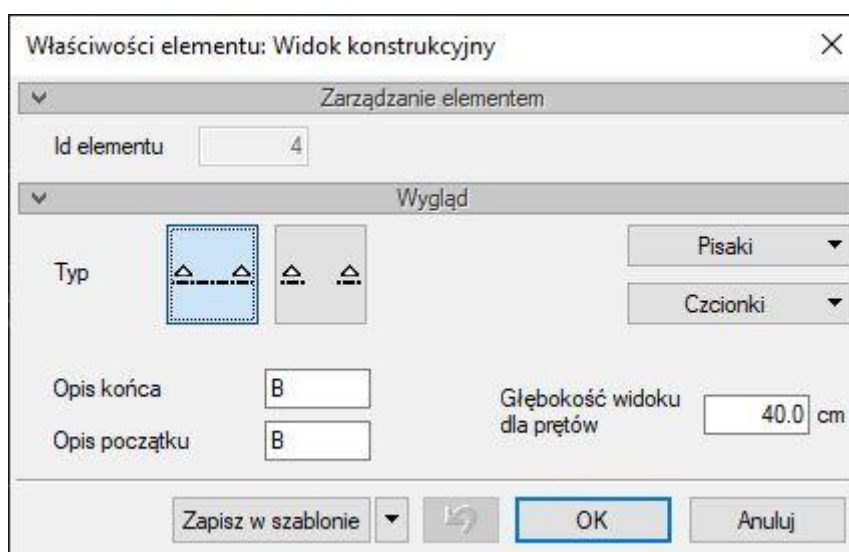 Właściwości elementu: Widok konstrukcyjny
Zarządzanie elementem
Id elementu 4
Wygląd
Typ
Pisaki
Czcionki
Opis końca B
Opis początku B
Głębokość widoku
dla prętów 40.0 cm
Zapisz w szablonie OK Anuluj